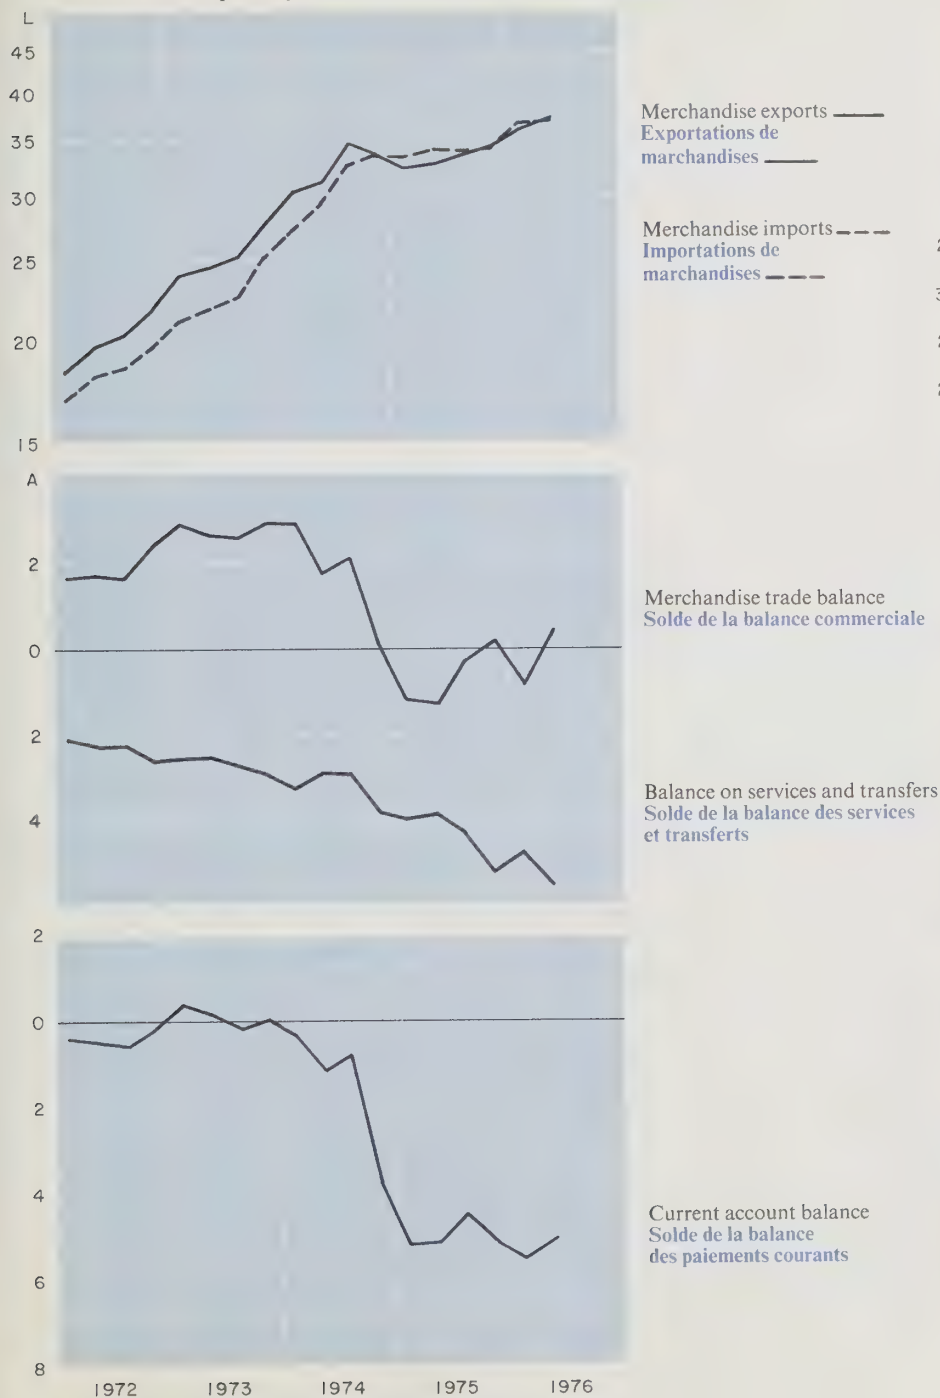 L
45
40
35
30
25
20
15
Merchandise exports
Exportations de
marchandises
Merchandise imports
Importations de
marchandises
A
2
0
2
4
Merchandise trade balance
Solde de la balance commerciale
Balance on services and transfers
Solde de la balance des services
et transferts
2
0
2
4
6
8
Current account balance
Solde de la balance
des paiements courants
1972 1973 1974 1975 1976